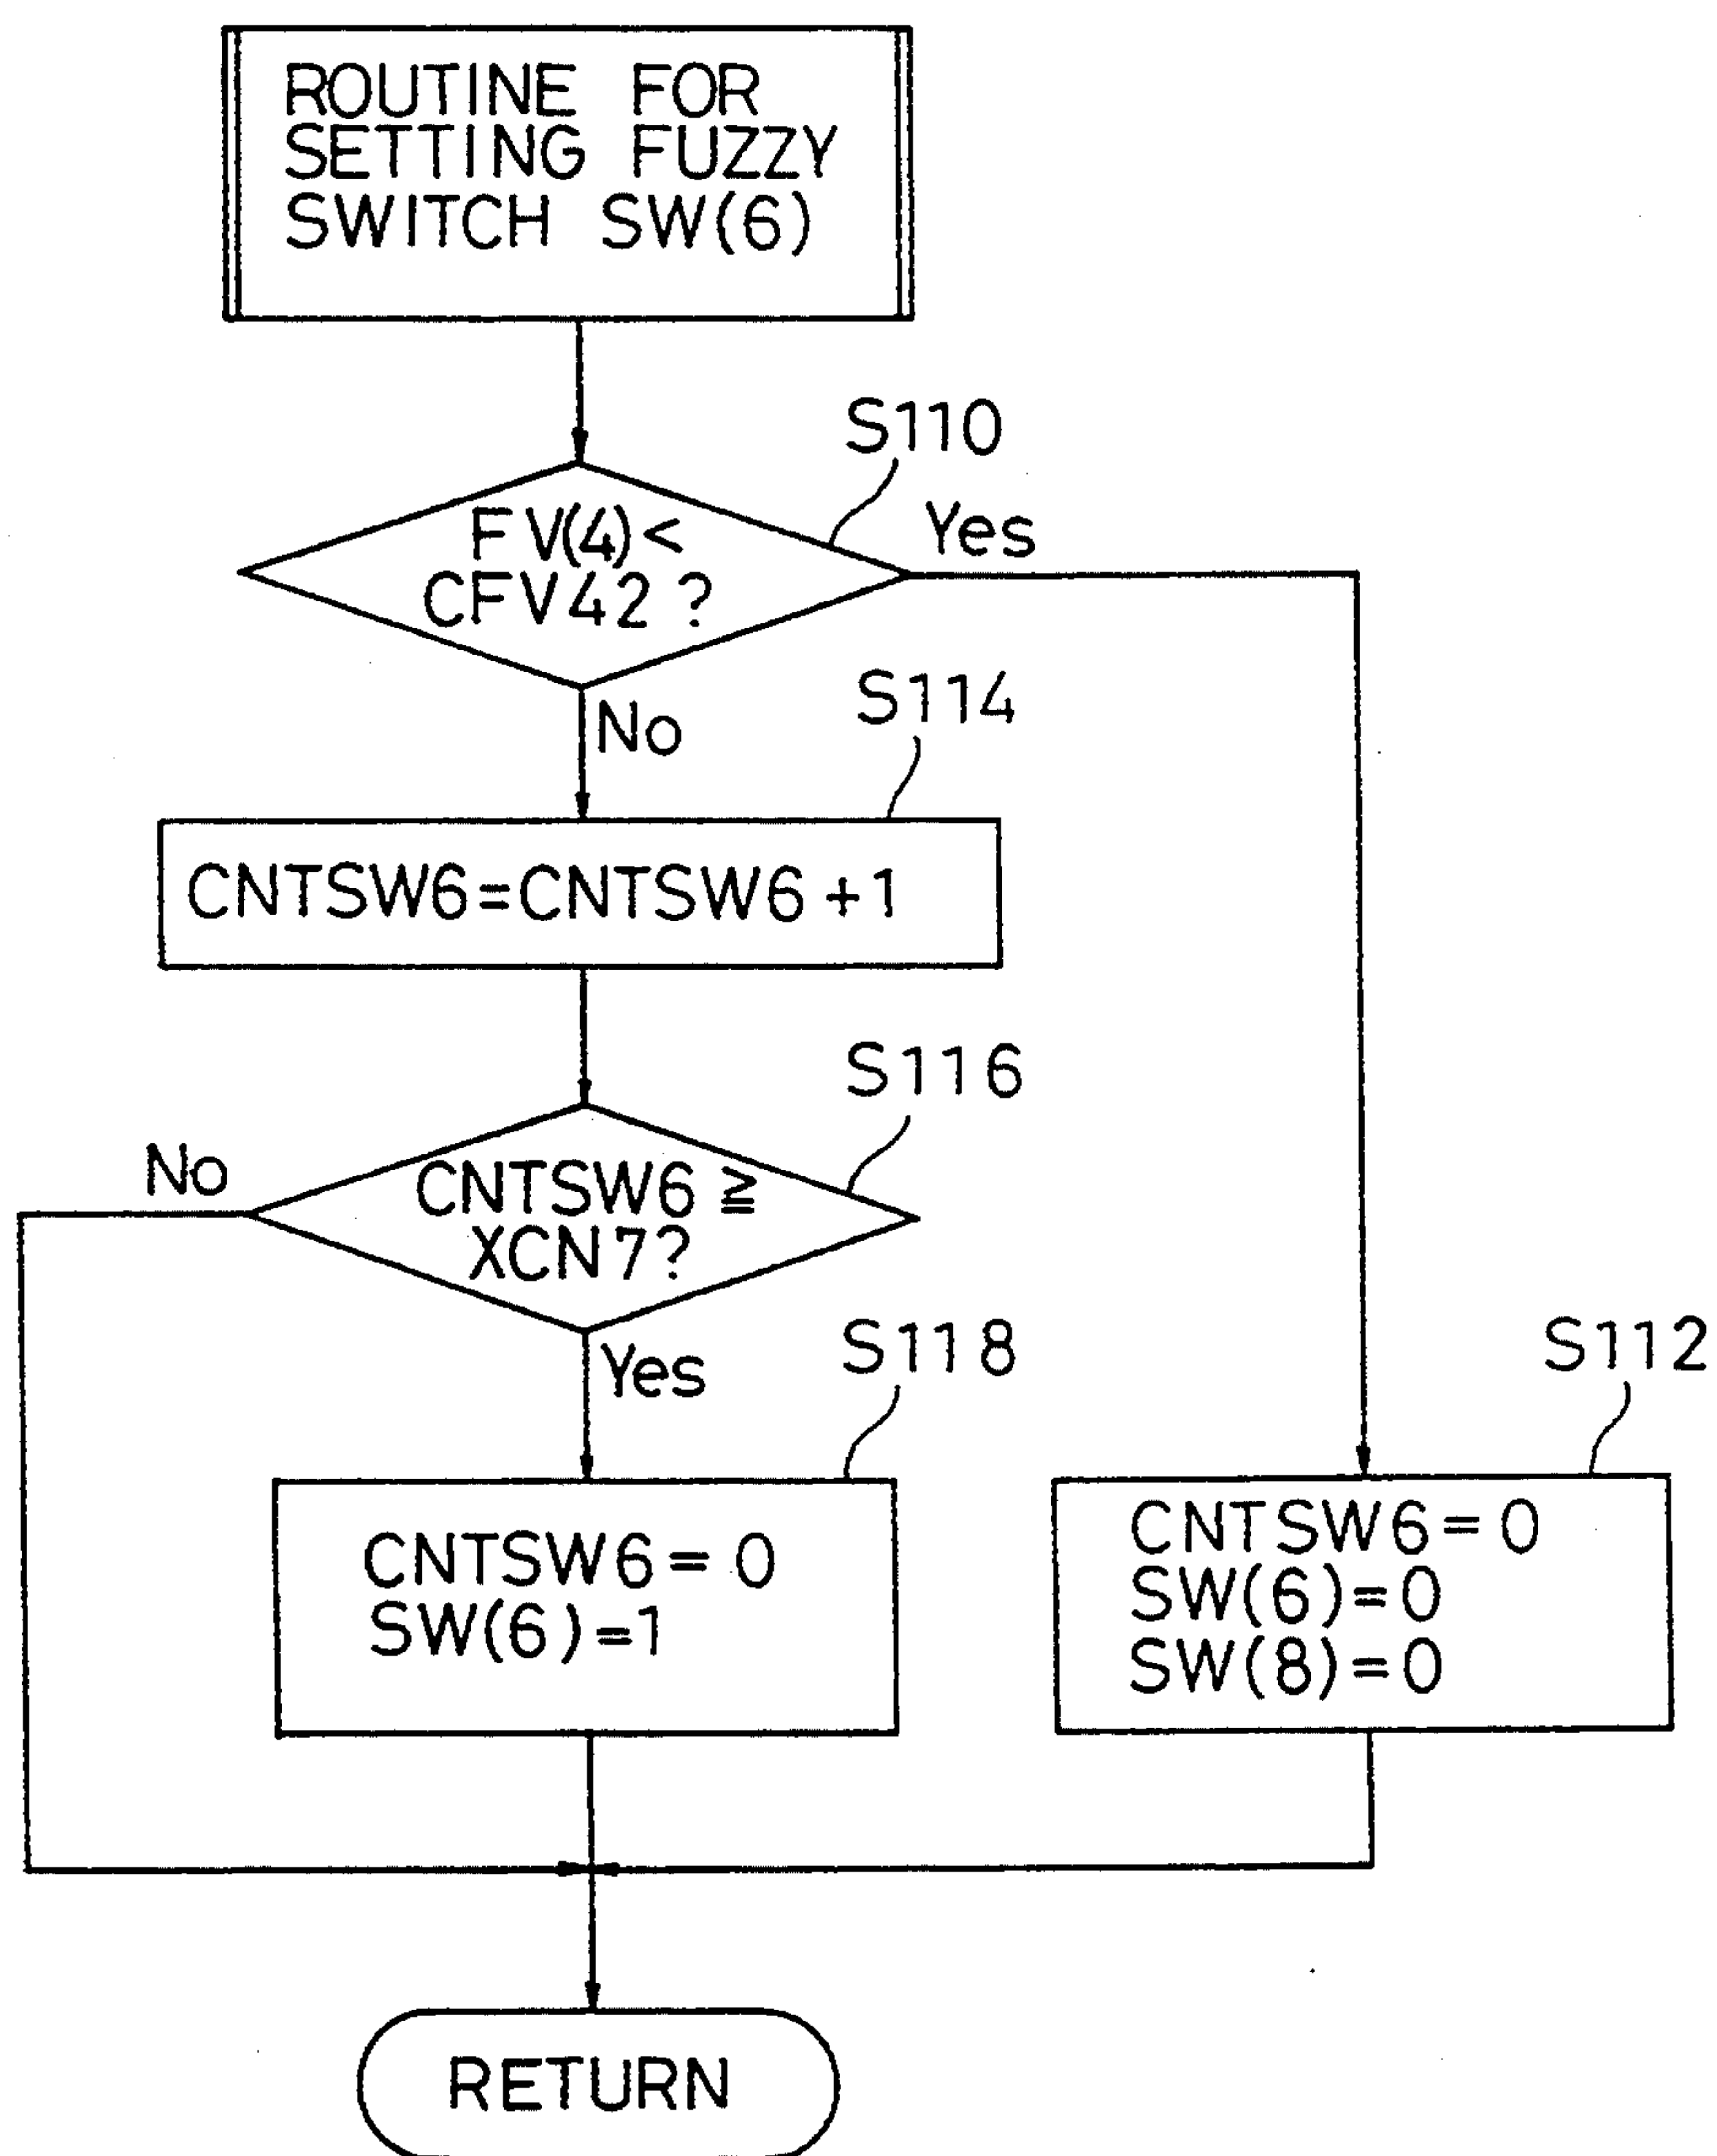 ROUTINE FOR
SETTING FUZZY
SWITCH SW(6)
S110
FV(4)<
CFV42?
Yes
No
S114
CNTSW6=CNTSW6+1
S116
No
CNTSW6≧
XCN7?
Yes
S118
CNTSW6=0
SW(6)=1
S112
CNTSW6=0
SW(6)=0
SW(8)=0
RETURN